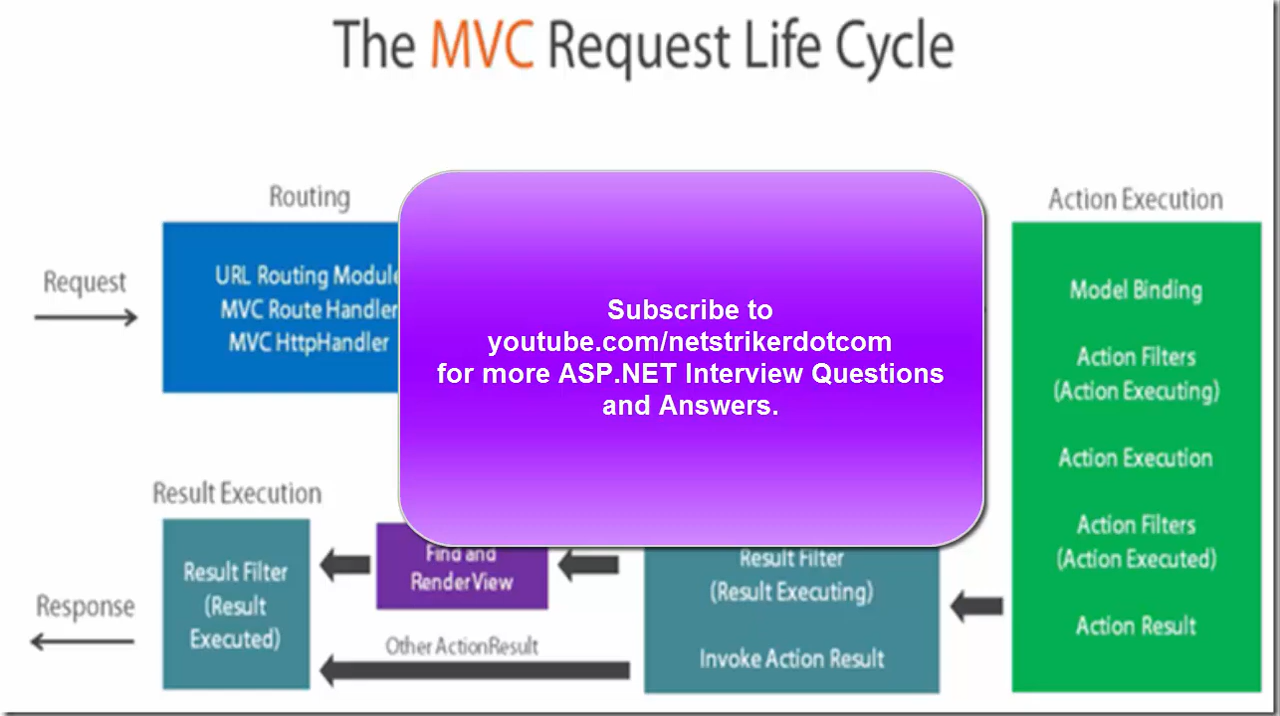 The MVC Request Life Cycle
Routing
Action Execution
Request
URL Routing Module
MVC Route Handler
MVC HttpHandler
Subscribe to
youtube.com/netstrikerdotcom
for more ASP.NET Interview Questions
and Answers.
Model Binding
Action Filters
(Action Executing)
Action Execution
Action Filters
(Action Executed)
Action Result
Result Execution
Response
Result Filter
(Result
Executed)
Find and
Render View
Other ActionResult
Result Filter
(Result Executing)
Invoke Action Result